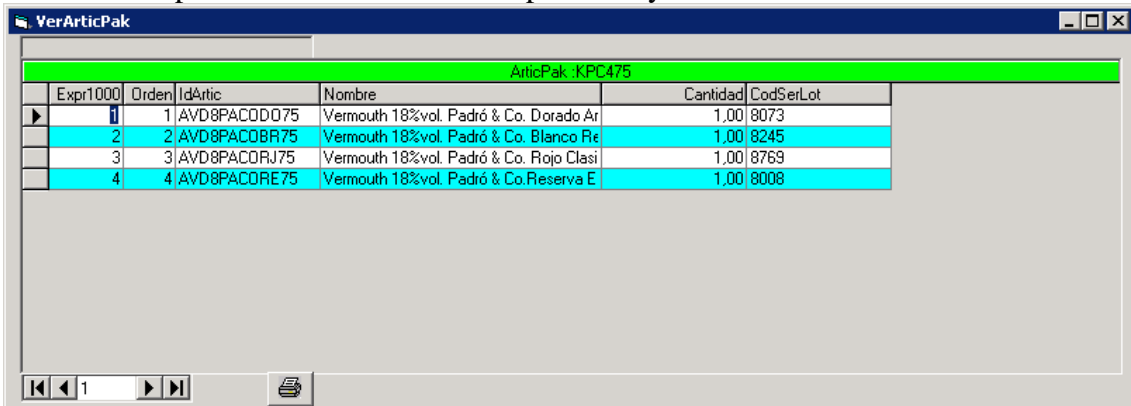 VerArticPak
ArticPak :KPC475
Expr1000 Orden IdArtic Nombre Cantidad CodSerLot
1 1 AVD8PACODO75 Vermouth 18%vol. Padró & Co. Dorado Ar 1,00 8073
2 2 AVD8PACOBR75 Vermouth 18%vol. Padró & Co. Blanco Re 1,00 8245
3 3 AVD8PACORJ75 Vermouth 18%vol. Padró & Co. Rojo Clasi 1,00 8769
4 4 AVD8PACORE75 Vermouth 18%vol. Padró & Co.Reserva E 1,00 8008
1